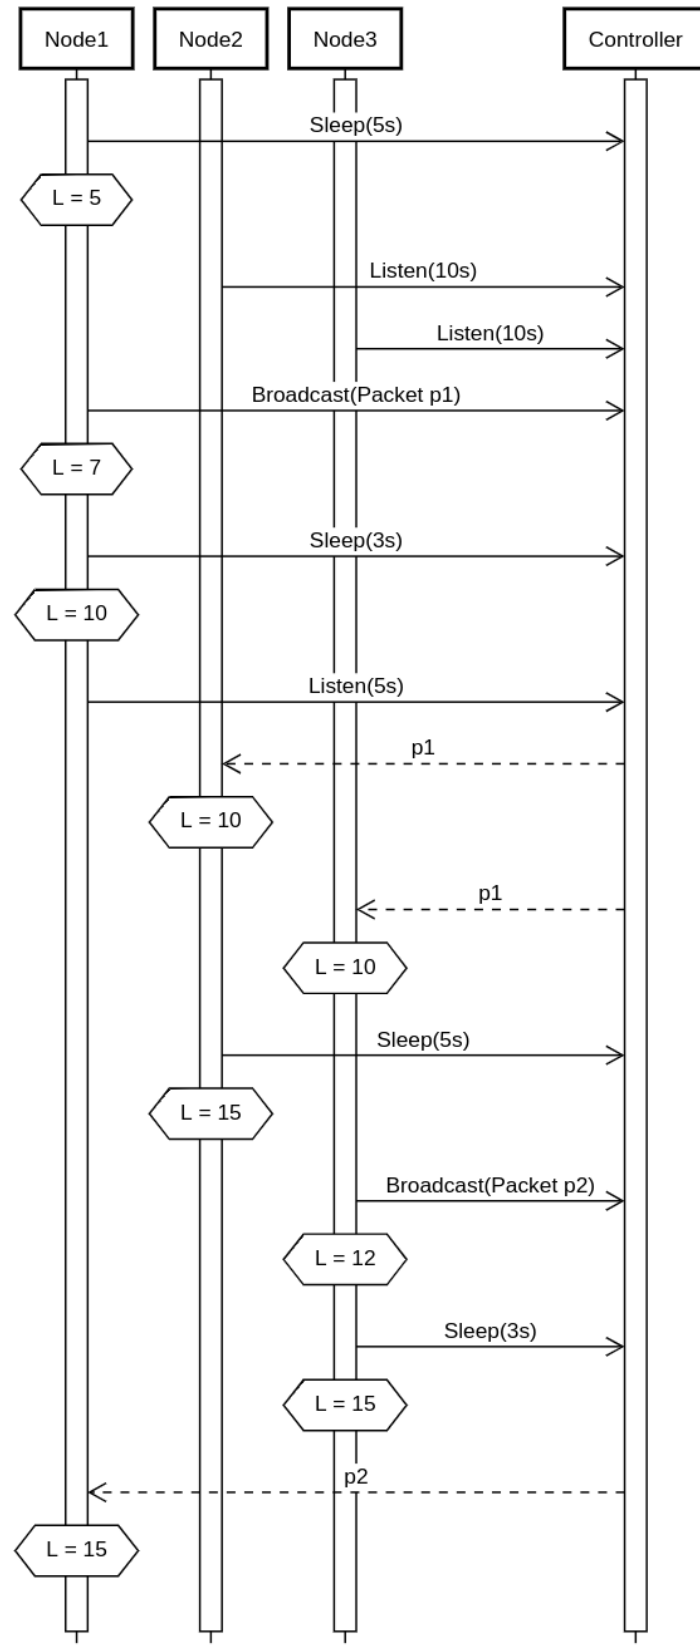 Node1
Node2
Node3
Controller
Sleep(5s)
L = 5
Listen(10s)
Listen(10s)
Broadcast(Packet p1)
L = 7
Sleep(3s)
L = 10
Listen(5s)
p1
L = 10
p1
L = 10
Sleep(5s)
L = 15
Broadcast(Packet p2)
L = 12
Sleep(3s)
L = 15
p2
L = 15